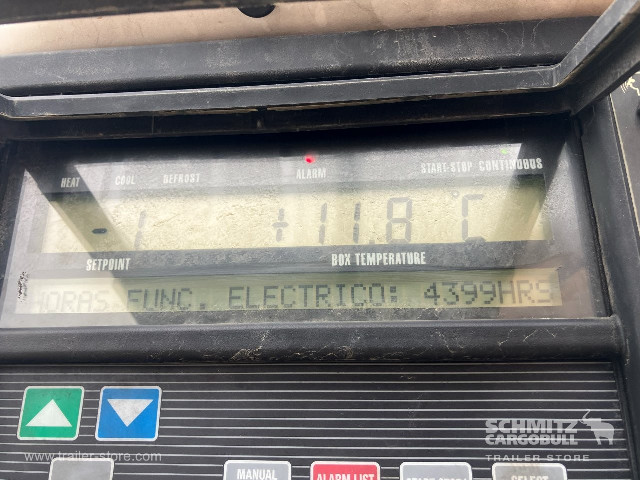 HEAT COOL DEFROST ALARM START-STOP CONTINUOUS
-1 +11.8 °C
SETPOINT BOX TEMPERATURE
HORAS FUNC. ELECTRICO: 4399HRS
SCHMITZ
CARGOBULL
TRAILER STORE
www.trailer-store.com
MANUAL ALARM LIST SELECT